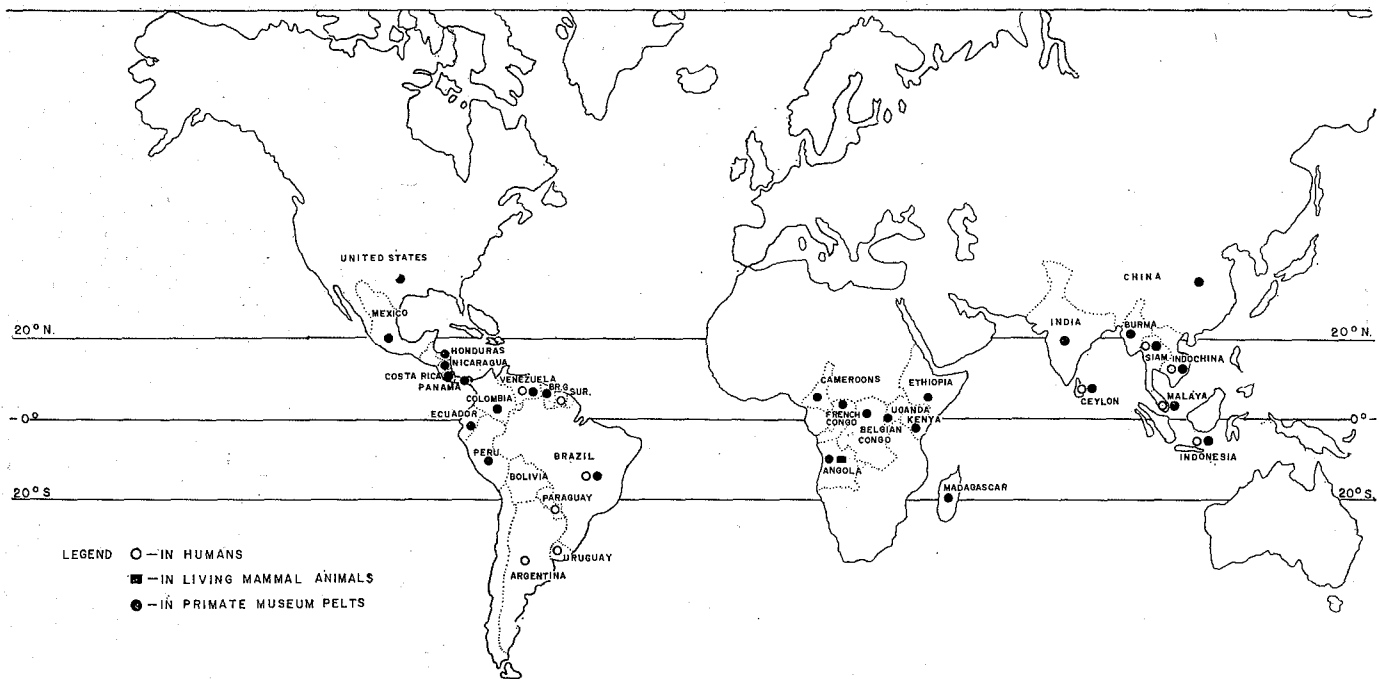 UNITED STATES
CHINA
MEXICO
20° N.
INDIA
BURMA
20° N.
HONDURAS
NICARAGUA
SIAM
INDOCHINA
COSTA RICA
PANAMA
VENEZUELA
BR.G.
SUR.
CAMEROONS
ETHIOPIA
CEYLON
MALAYA
COLOMBIA
ECUADOR
FRENCH
CONGO
UGANDA
KENYA
0°
0°
BELGIAN
CONGO
PERU
BRAZIL
ANGOLA
INDONESIA
BOLIVIA
PARAGUAY
MADAGASCAR
20° S
20° S.
URUGUAY
ARGENTINA
LEGEND ○ – IN HUMANS
■ – IN LIVING MAMMAL ANIMALS
● – IN PRIMATE MUSEUM PELTS